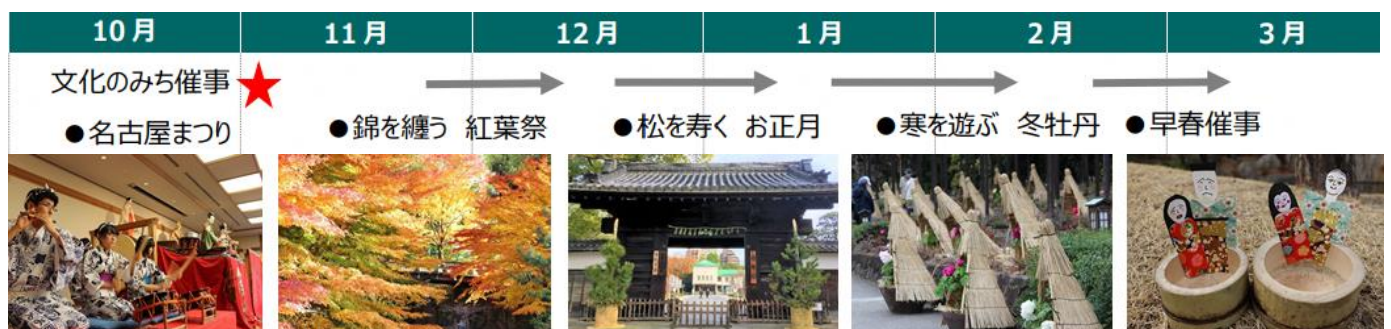 10月 11月 12月 1月 2月 3月
文化のみち催事
●名古屋まつり ●錦を纏う 紅葉祭 ●松を寿く お正月 ●寒を遊ぶ 冬牡丹 ●早春催事